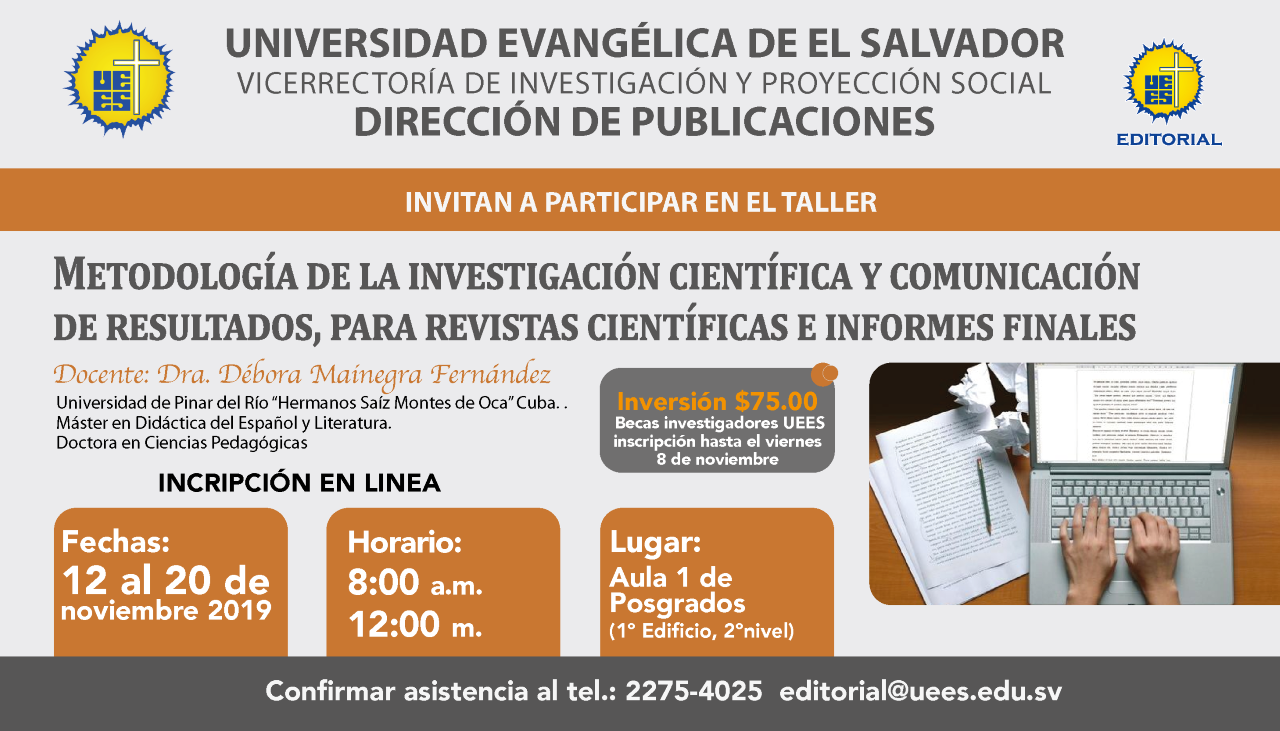 UNIVERSIDAD EVANGÉLICA DE EL SALVADOR
VICERRECTORÍA DE INVESTIGACIÓN Y PROYECCIÓN SOCIAL
DIRECCIÓN DE PUBLICACIONES
UEES
UEES
EDITORIAL
INVITAN A PARTICIPAR EN EL TALLER
METODOLOGÍA DE LA INVESTIGACIÓN CIENTÍFICA Y COMUNICACIÓN
DE RESULTADOS, PARA REVISTAS CIENTÍFICAS E INFORMES FINALES
Docente: Dra. Débora Mainegra Fernández
Universidad de Pinar del Río “Hermanos Saíz Montes de Oca” Cuba. .
Máster en Didáctica del Español y Literatura.
Doctora en Ciencias Pedagógicas
Inversión $75.00
Becas investigadores UEES
inscripción hasta el viernes
8 de noviembre
INCRIPCIÓN EN LINEA
Fechas:
12 al 20 de
noviembre 2019
Horario:
8:00 a.m.
12:00 m.
Lugar:
Aula 1 de
Posgrados
(1º Edificio, 2ºnivel)
Confirmar asistencia al tel.: 2275-4025 editorial@uees.edu.sv